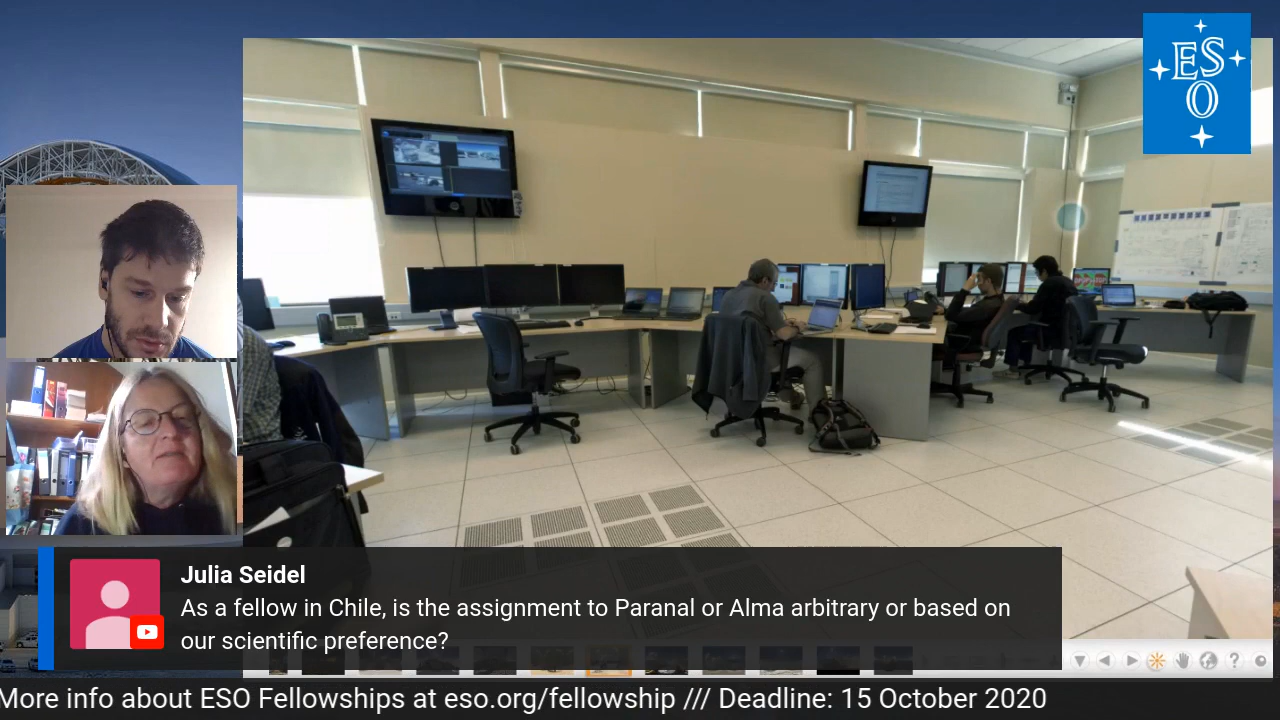 ESO
Julia Seidel
As a fellow in Chile, is the assignment to Paranal or Alma arbitrary or based on
our scientific preference?
More info about ESO Fellowships at eso.org/fellowship /// Deadline: 15 October 2020